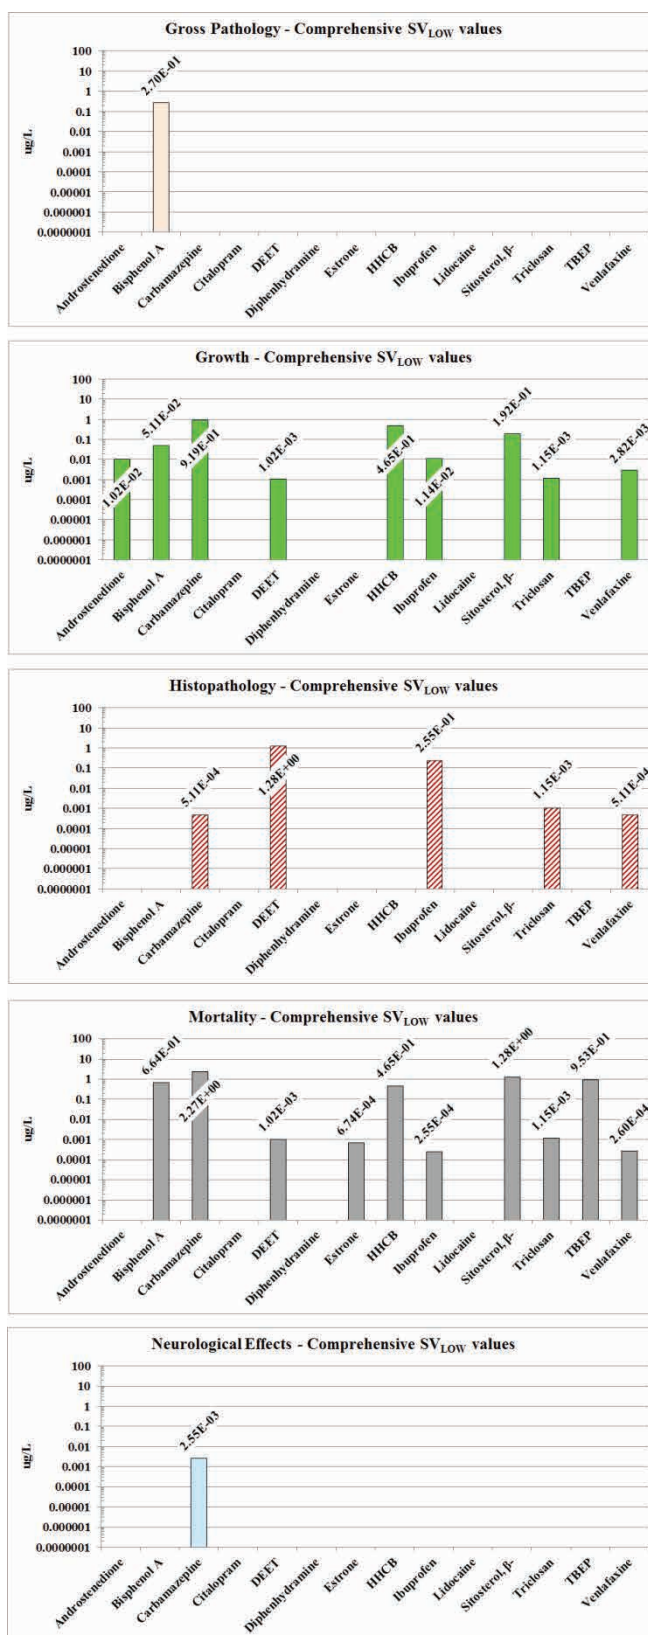 Gross Pathology - Comprehensive SVLOW values
100
10
1
0.1
0.01
0.001
0.0001
0.00001
0.000001
0.0000001
ug/L
2.70E-01
Androstenedione
Bisphenol A
Carbamazepine
Citalopram
DEET
Diphenhydramine
Estrone
HHCB
Ibuprofen
Lidocaine
Sitosterol, β-
Triclosan
TBEP
Venlafaxine
Growth - Comprehensive SVLOW values
100
10
1
0.1
0.01
0.001
0.0001
0.00001
0.000001
0.0000001
ug/L
1.02E-02
5.11E-02
9.19E-01
1.02E-03
4.65E-01
1.14E-02
1.92E-01
1.15E-03
2.82E-03
Androstenedione
Bisphenol A
Carbamazepine
Citalopram
DEET
Diphenhydramine
Estrone
HHCB
Ibuprofen
Lidocaine
Sitosterol, β-
Triclosan
TBEP
Venlafaxine
Histopathology - Comprehensive SVLOW values
100
10
1
0.1
0.01
0.001
0.0001
0.00001
0.000001
0.0000001
ug/L
5.11E-04
1.28E+00
2.55E-01
1.15E-03
5.11E-04
Androstenedione
Bisphenol A
Carbamazepine
Citalopram
DEET
Diphenhydramine
Estrone
HHCB
Ibuprofen
Lidocaine
Sitosterol, β-
Triclosan
TBEP
Venlafaxine
Mortality - Comprehensive SVLOW values
100
10
1
0.1
0.01
0.001
0.0001
0.00001
0.000001
0.0000001
ug/L
6.64E-01
2.27E+00
1.02E-03
6.74E-04
4.65E-01
2.55E-04
1.28E+00
1.15E-03
9.53E-01
2.60E-04
Androstenedione
Bisphenol A
Carbamazepine
Citalopram
DEET
Diphenhydramine
Estrone
HHCB
Ibuprofen
Lidocaine
Sitosterol, β-
Triclosan
TBEP
Venlafaxine
Neurological Effects - Comprehensive SVLOW values
100
10
1
0.1
0.01
0.001
0.0001
0.00001
0.000001
0.0000001
ug/L
2.55E-03
Androstenedione
Bisphenol A
Carbamazepine
Citalopram
DEET
Diphenhydramine
Estrone
HHCB
Ibuprofen
Lidocaine
Sitosterol, β-
Triclosan
TBEP
Venlafaxine